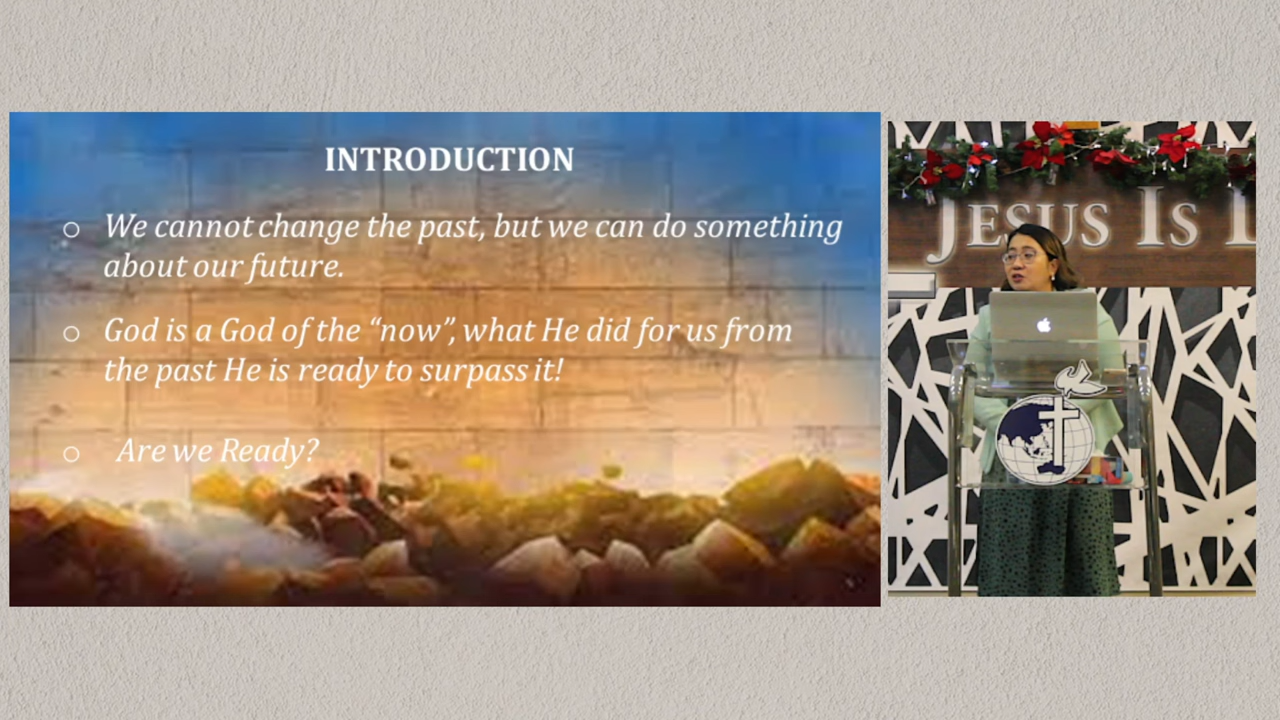 INTRODUCTION
o We cannot change the past, but we can do something
about our future.
o God is a God of the “now”, what He did for us from
the past He is ready to surpass it!
o Are we Ready?
JESUS IS